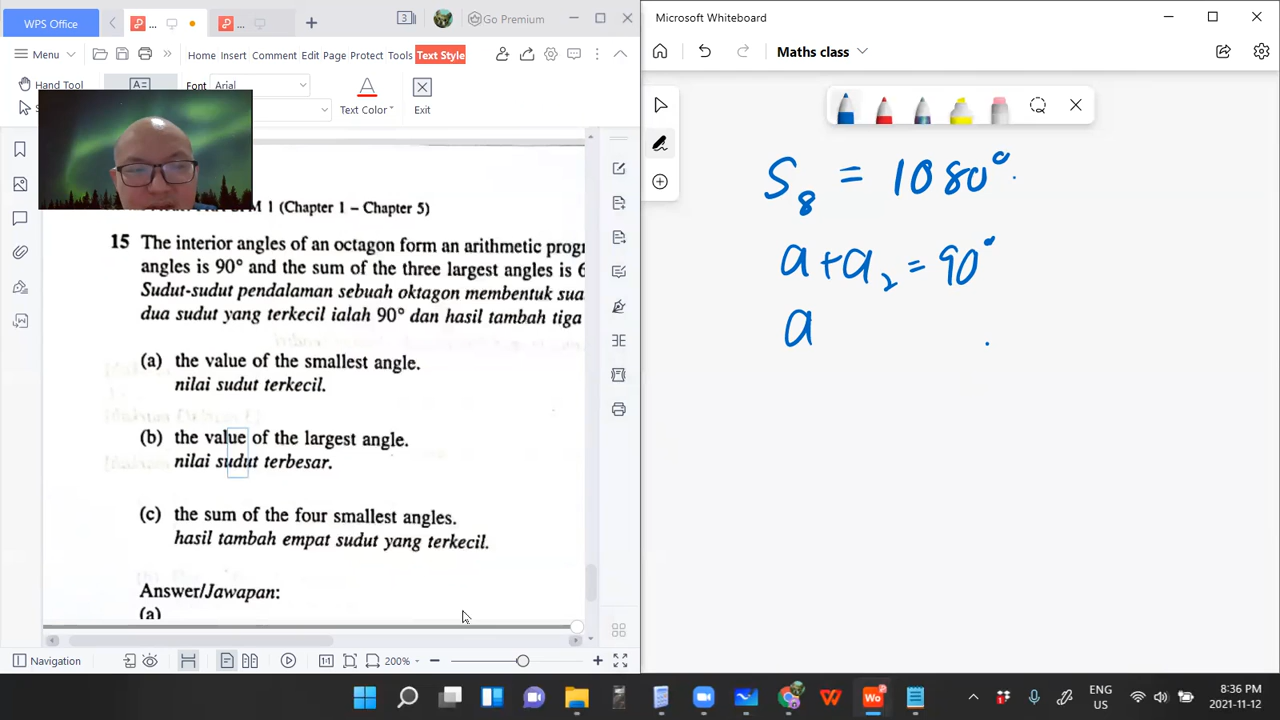 WPS Office
...
...
3
Go Premium
Microsoft Whiteboard
Menu
Home Insert Comment Edit Page Protect Tools Text Style
Maths class
Hand Tool
Font Arial
Text Color
Exit
M 1 (Chapter 1 – Chapter 5)
15 The interior angles of an octagon form an arithmetic progr
angles is 90° and the sum of the three largest angles is 6
Sudut-sudut pendalaman sebuah oktagon membentuk sua
dua sudut yang terkecil ialah 90° dan hasil tambah tiga
(a) the value of the smallest angle.
nilai sudut terkecil.
(b) the value of the largest angle.
nilai sudut terbesar.
(c) the sum of the four smallest angles.
hasil tambah empat sudut yang terkecil.
Answer/Jawapan:
(a)
S8 = 1080°.
a + a2 = 90°
a
Navigation
200%
8:36 PM
ENG
US
2021-11-12